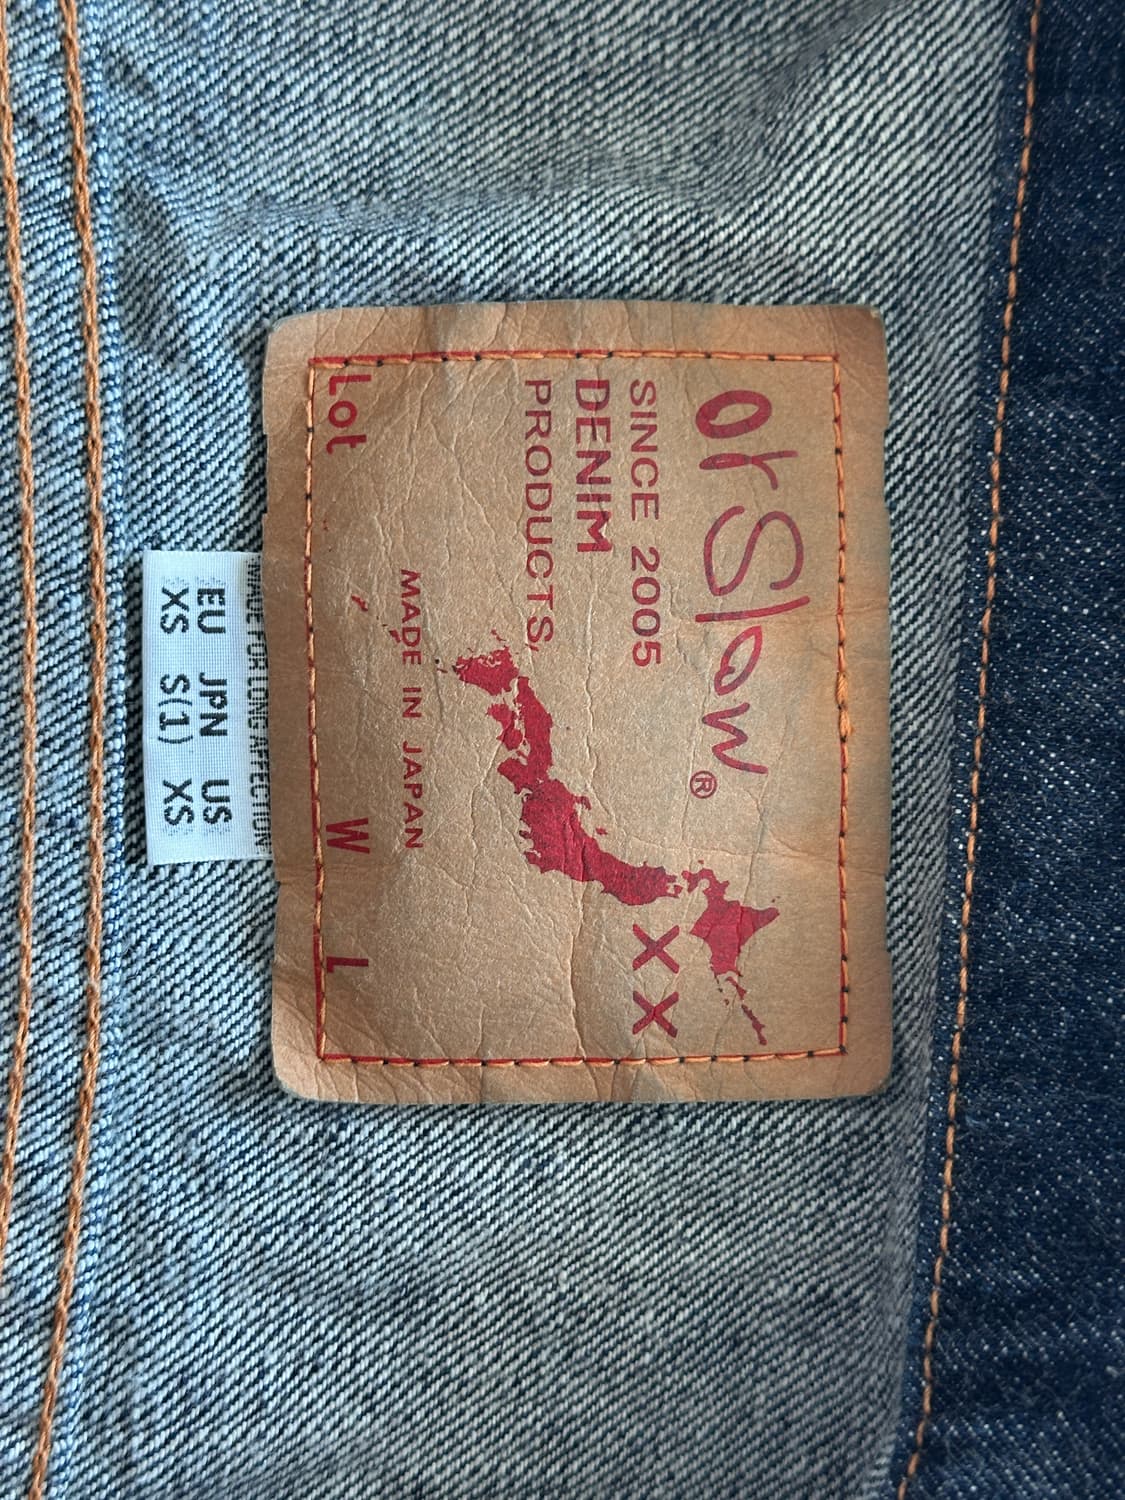 orSlow®
SINCE 2005
DENIM
PRODUCTS,
XX
MADE IN JAPAN
Lot W L
MADE FOR LONG AFFECTION
EU JPN US
XS S(1) XS